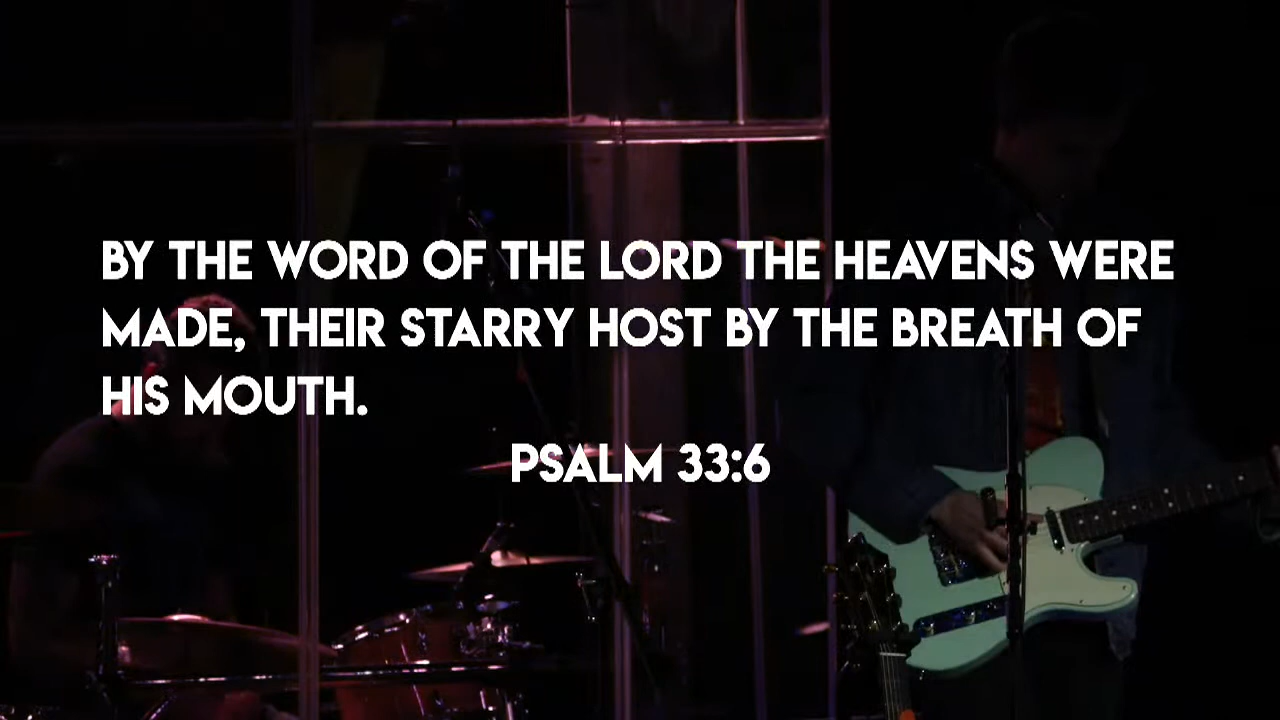 BY THE WORD OF THE LORD THE HEAVENS WERE
MADE, THEIR STARRY HOST BY THE BREATH OF
HIS MOUTH.
PSALM 33:6